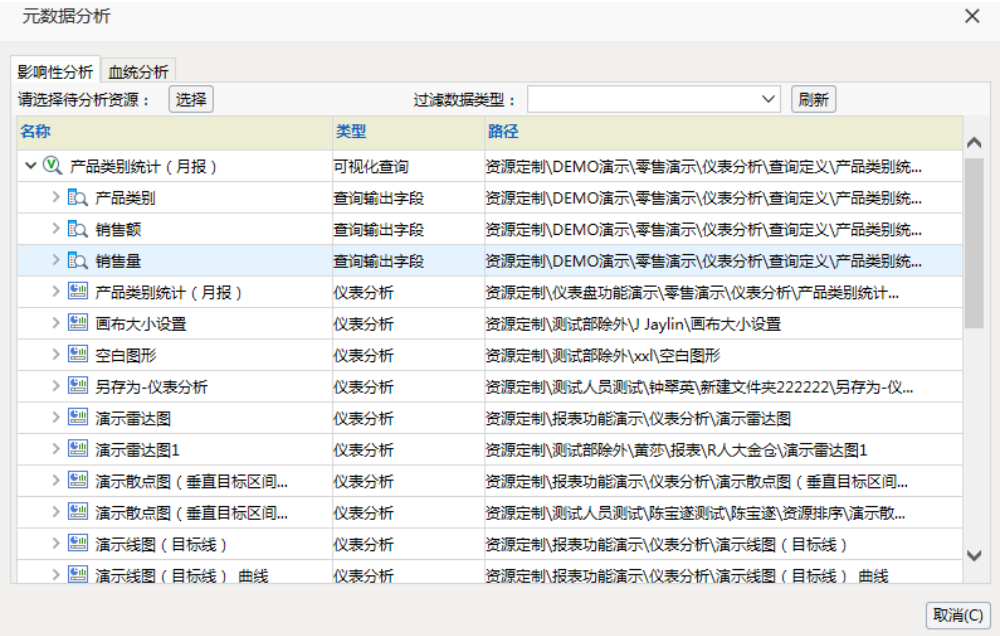 元数据分析
影响性分析 血统分析
请选择待分析资源： 选择 过滤数据类型： 刷新
名称 类型 路径
产品类别统计（月报） 可视化查询 资源定制\DEMO演示\零售演示\仪表分析\查询定义\产品类别统...
产品类别 查询输出字段 资源定制\DEMO演示\零售演示\仪表分析\查询定义\产品类别统...
销售额 查询输出字段 资源定制\DEMO演示\零售演示\仪表分析\查询定义\产品类别统...
销售量 查询输出字段 资源定制\DEMO演示\零售演示\仪表分析\查询定义\产品类别统...
产品类别统计（月报） 仪表分析 资源定制\仪表盘功能演示\零售演示\仪表分析\产品类别统计...
画布大小设置 仪表分析 资源定制\测试部除外\J Jaylin\画布大小设置
空白图形 仪表分析 资源定制\测试部除外\xxl\空白图形
另存为-仪表分析 仪表分析 资源定制\测试人员测试\钟翠英\新建文件夹222222\另存为-仪...
演示雷达图 仪表分析 资源定制\报表功能演示\仪表分析\演示雷达图
演示雷达图1 仪表分析 资源定制\测试部除外\黄莎\报表\R人大金仓\演示雷达图1
演示散点图（垂直目标区间... 仪表分析 资源定制\报表功能演示\仪表分析\演示散点图（垂直目标区间...
演示散点图（垂直目标区间... 仪表分析 资源定制\测试人员测试\陈宝遂测试\陈宝遂\资源排序\演示散...
演示线图（目标线） 仪表分析 资源定制\报表功能演示\仪表分析\演示线图（目标线）
演示线图（目标线） 曲线 仪表分析 资源定制\报表功能演示\仪表分析\演示线图（目标线） 曲线
取消(C)